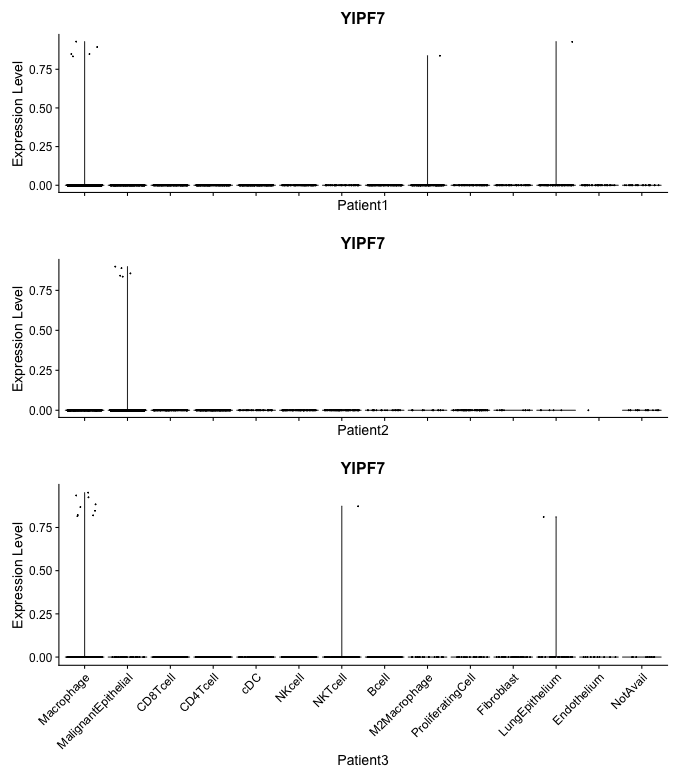 YIPF7
Expression Level
0.75
0.50
0.25
0.00
Patient1
YIPF7
Expression Level
0.75
0.50
0.25
0.00
Patient2
YIPF7
Expression Level
0.75
0.50
0.25
0.00
Macrophage
MalignantEpithelial
CD8Tcell
CD4Tcell
cDC
NKcell
NKTcell
Bcell
M2Macrophage
ProliferatingCell
Fibroblast
LungEpithelium
Endothelium
NotAvail
Patient3